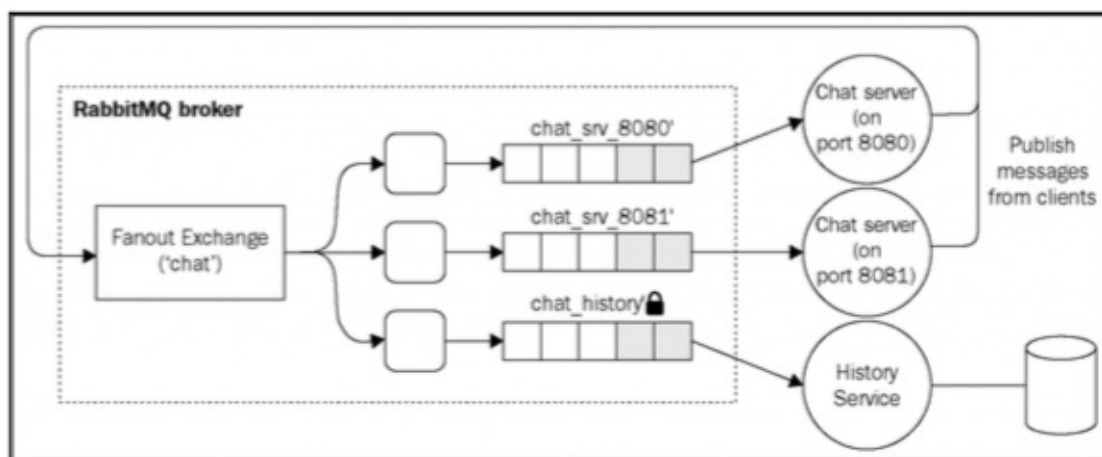 RabbitMQ broker
chat_srv_8080'
Chat server
(on
port 8080)
Publish
messages
from clients
Fanout Exchange
('chat')
chat_srv_8081'
Chat server
(on
port 8081)
chat_history'
History
Service